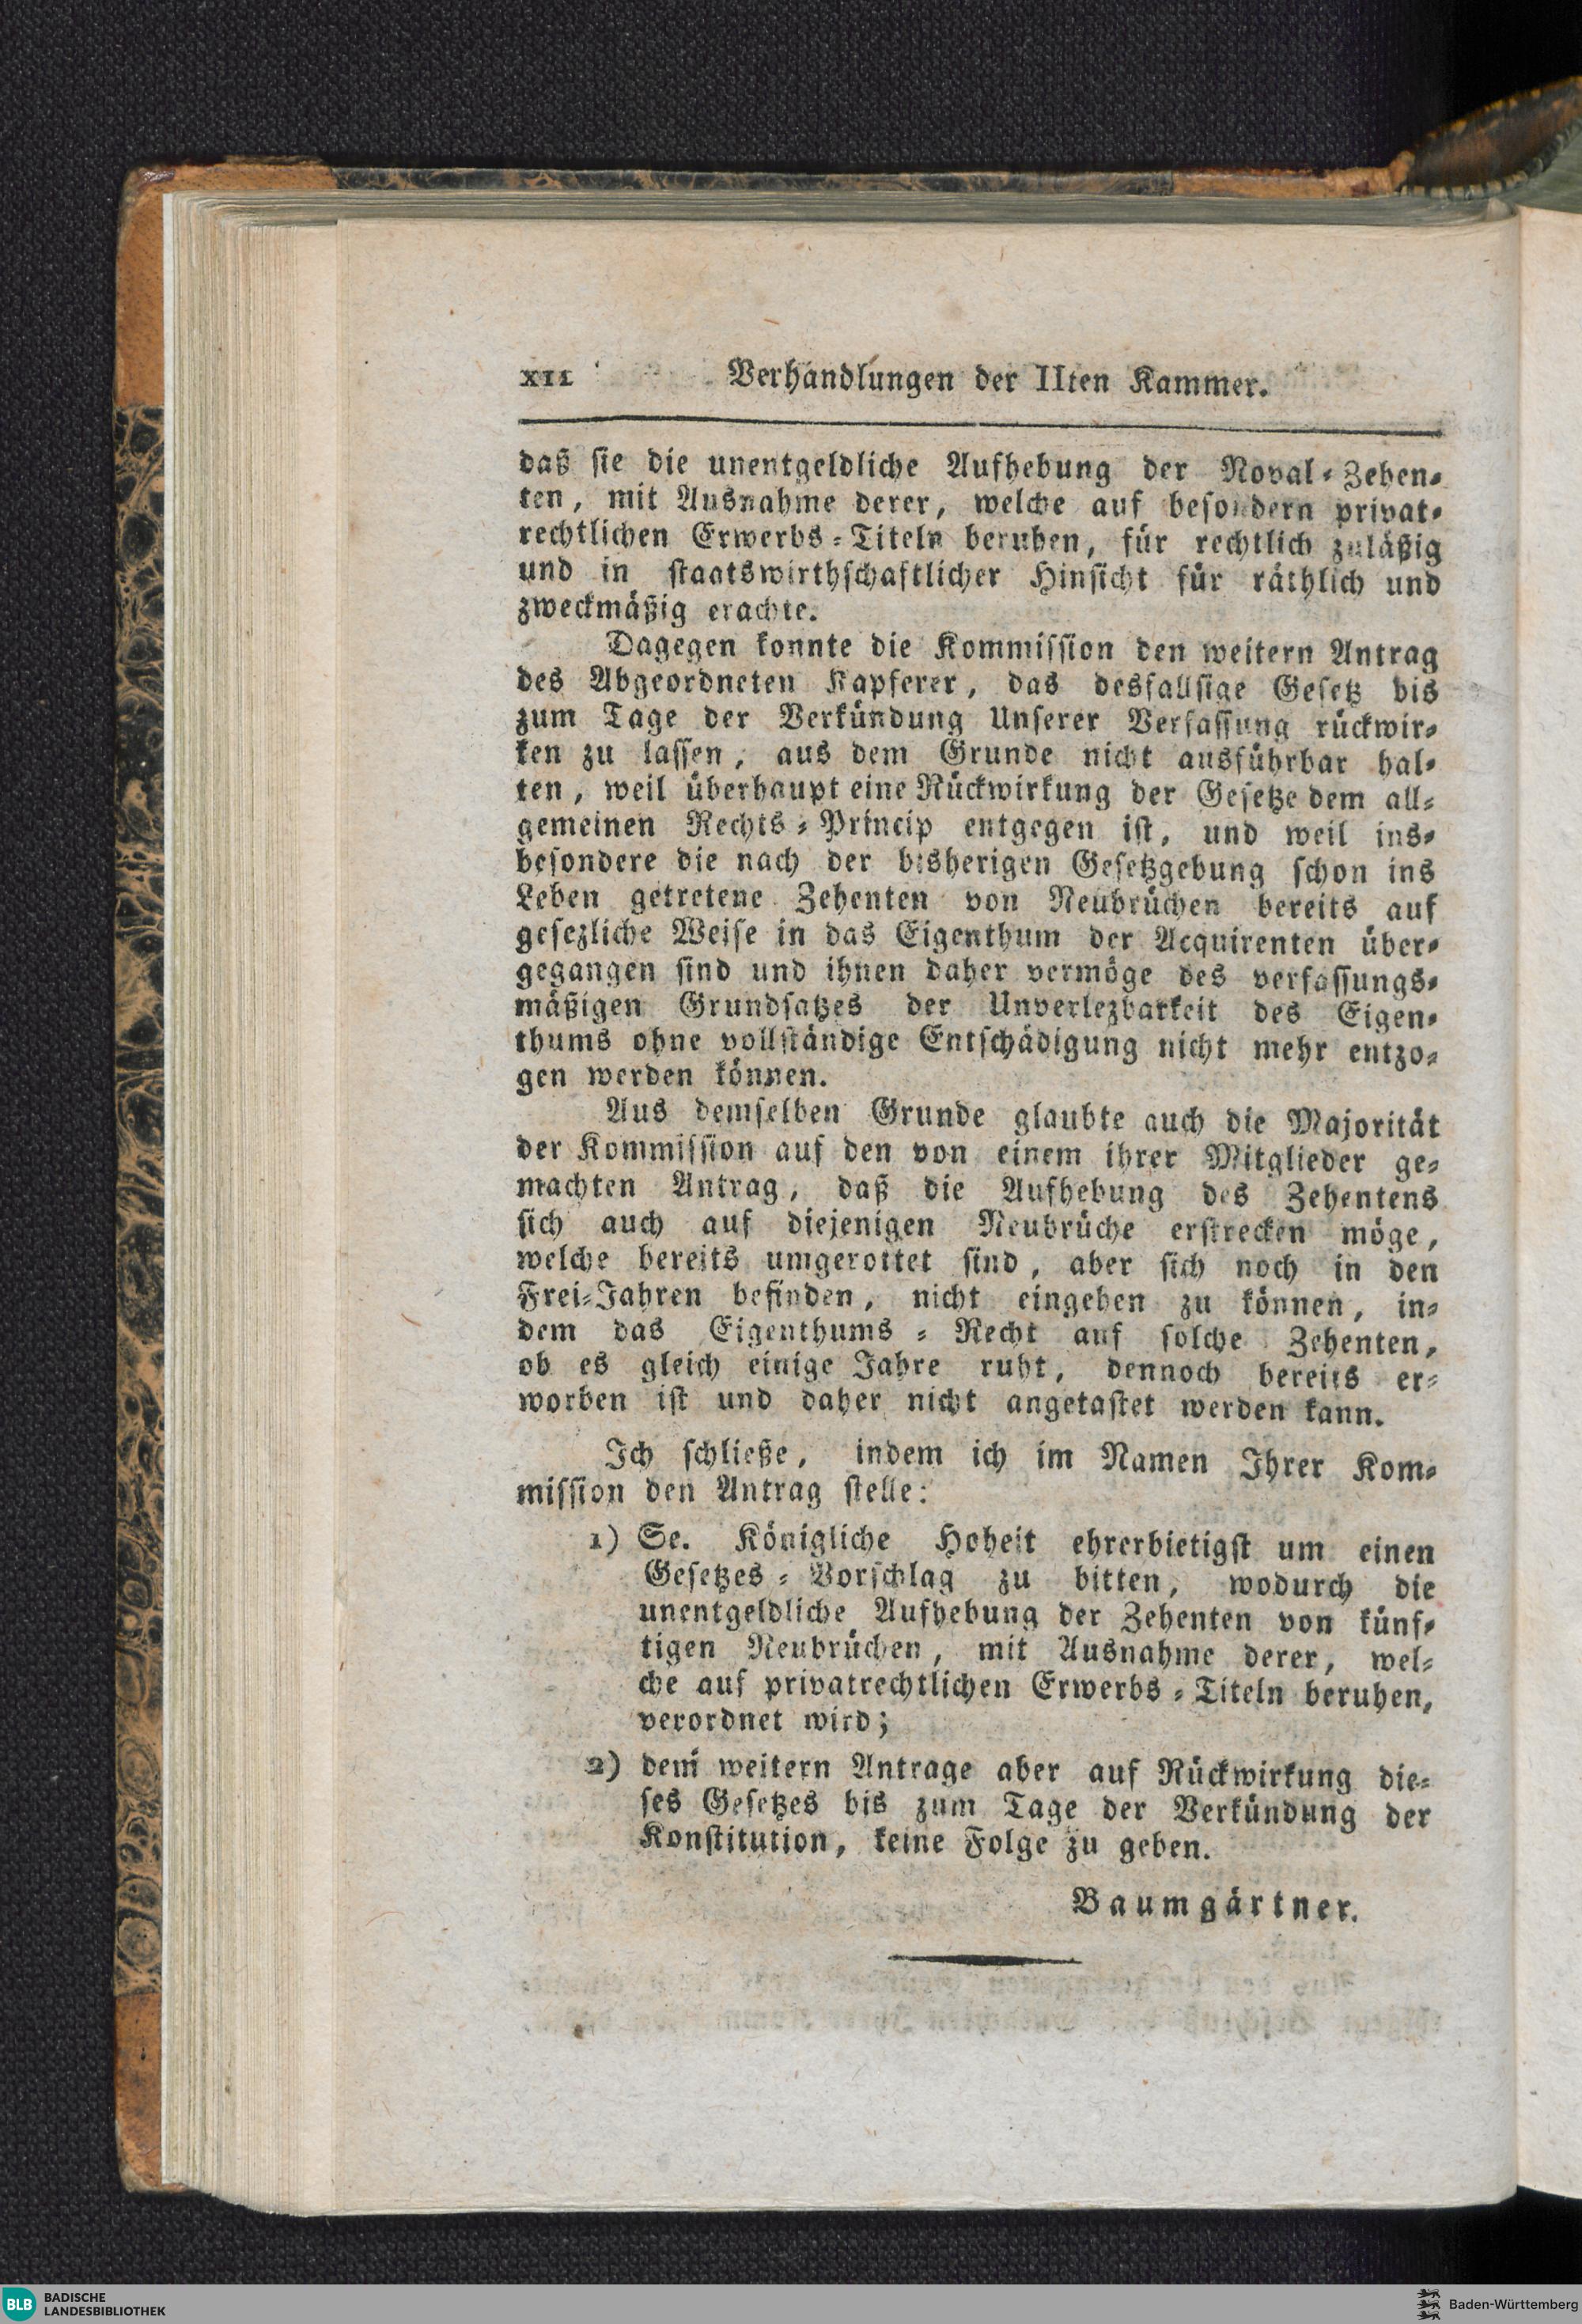 XII Verhandlungen der IIten Kammer.
daß sie die unentgeldliche Aufhebung der Noval-Zehen-
ten, mit Ausnahme derer, welche auf besondern privat-
rechtlichen Erwerbs-Titeln beruhen, für rechtlich zuläßig
und in staatswirthschaftlicher Hinsicht für räthlich und
zweckmäßig erachte.
Dagegen konnte die Kommission den weitern Antrag
des Abgeordneten Kapferer, das desfallsige Gesetz bis
zum Tage der Verkündung Unserer Verfassung rückwir-
ken zu lassen, aus dem Grunde nicht ausführbar hal-
ten, weil überhaupt eine Rückwirkung der Gesetze dem all-
gemeinen Rechts-Princip entgegen ist, und weil ins-
besondere die nach der bisherigen Gesetzgebung schon ins
Leben getretene Zehenten von Neubrüchen bereits auf
gesezliche Weise in das Eigenthum der Acquirenten über-
gegangen sind und ihnen daher vermöge des verfassungs-
mäßigen Grundsatzes der Unverlezbarkeit des Eigen-
thums ohne vollständige Entschädigung nicht mehr entzo-
gen werden können.
Aus demselben Grunde glaubte auch die Majorität
der Kommission auf den von einem ihrer Mitglieder ge-
machten Antrag, daß die Aufhebung des Zehentens
sich auch auf diejenigen Neubrüche erstrecken möge,
welche bereits umgerottet sind, aber sich noch in den
Frei-Jahren befinden, nicht eingehen zu können, in-
dem das Eigenthums-Recht auf solche Zehenten,
ob es gleich einige Jahre ruht, dennoch bereits er-
worben ist und daher nicht angetastet werden kann.
Ich schließe, indem ich im Namen Ihrer Kom-
mission den Antrag stelle:
1) Se. Königliche Hoheit ehrerbietigst um einen
Gesetzes-Vorschlag zu bitten, wodurch die
unentgeldliche Aufhebung der Zehenten von künf-
tigen Neubrüchen, mit Ausnahme derer, wel-
che auf privatrechtlichen Erwerbs-Titeln beruhen,
verordnet wird;
2) dem weitern Antrage aber auf Rückwirkung die-
ses Gesetzes bis zum Tage der Verkündung der
Konstitution, keine Folge zu geben.
Baumgärtner.
BLB BADISCHE
LANDESBIBLIOTHEK
Baden-Württemberg